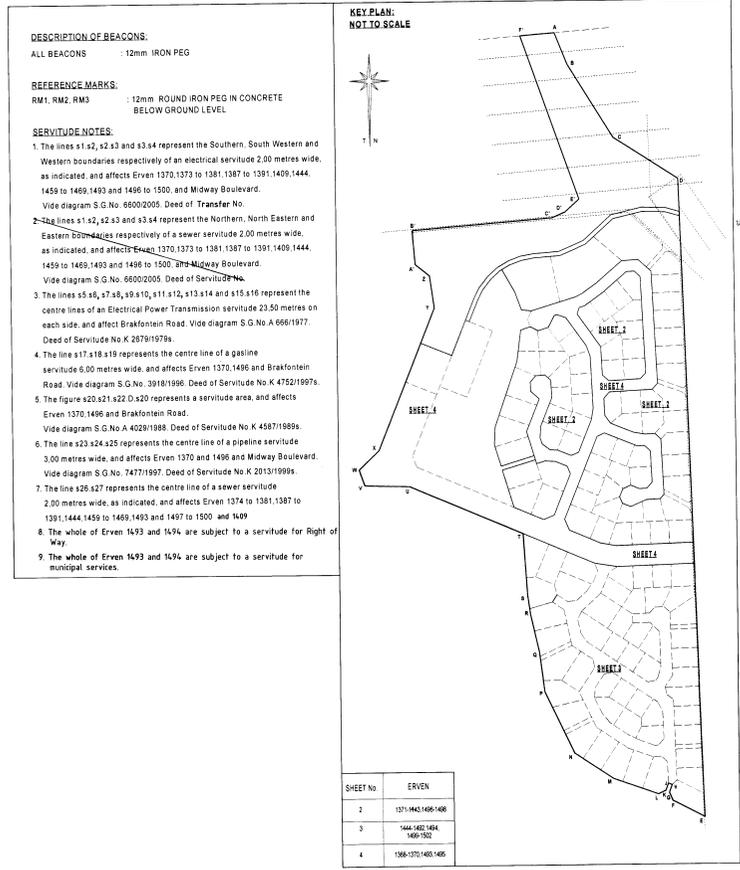 DESCRIPTION OF BEACONS:
ALL BEACONS : 12mm IRON PEG
REFERENCE MARKS:
RM1, RM2, RM3 : 12mm ROUND IRON PEG IN CONCRETE
BELOW GROUND LEVEL
SERVITUDE NOTES:
1. The lines s1.s2, s2.s3 and s3.s4 represent the Southern, South Western and
Western boundaries respectively of an electrical servitude 2,00 metres wide,
as indicated, and affects Erven 1370,1373 to 1381,1387 to 1391,1409,1444,
1459 to 1469,1493 and 1496 to 1500, and Midway Boulevard.
Vide diagram S.G.No. 6600/2005. Deed of Transfer No.
2. The lines s1.s2, s2.s3 and s3.s4 represent the Northern, North Eastern and
Eastern boundaries respectively of a sewer servitude 2,00 metres wide,
as indicated, and affects Erven 1370,1373 to 1381,1387 to 1391,1409,1444,
1459 to 1469,1493 and 1496 to 1500, and Midway Boulevard.
Vide diagram S.G.No. 6600/2005. Deed of Servitude No.
3. The lines s5.s6, s7.s8, s9.s10, s11.s12, s13.s14 and s15.s16 represent the
centre lines of an Electrical Power Transmission servitude 23,50 metres on
each side, and affect Brakfontein Road. Vide diagram S.G.No.A 666/1977.
Deed of Servitude No.K 2679/1979s.
4. The line s17.s18.s19 represents the centre line of a gasline
servitude 6,00 metres wide, and affects Erven 1370,1496 and Brakfontein
Road. Vide diagram S.G.No. 3918/1996. Deed of Servitude No.K 4752/1997s.
5. The figure s20.s21.s22.D.s20 represents a servitude area, and affects
Erven 1370,1496 and Brakfontein Road.
Vide diagram S.G.No.A 4029/1988. Deed of Servitude No.K 4587/1989s.
6. The line s23.s24.s25 represents the centre line of a pipeline servitude
3,00 metres wide, and affects Erven 1370 and 1496 and Midway Boulevard.
Vide diagram S.G.No. 7477/1997. Deed of Servitude No.K 2013/1999s.
7. The line s26.s27 represents the centre line of a sewer servitude
2,00 metres wide, as indicated, and affects Erven 1374 to 1381,1387 to
1391,1444,1459 to 1469,1493 and 1497 to 1500 and 1409
8. The whole of Erven 1493 and 1494 are subject to a servitude for Right of
Way.
9. The whole of Erven 1493 and 1494 are subject to a servitude for
municipal services.
KEY PLAN:
NOT TO SCALE
T N
F' A
B
C
D
E'
D'
C'
B'
A'
Z
Y
X
W
V
U
SHEET 2
SHEET 4
SHEET 2
SHEET 4
SHEET 2
SHEET 4
T
S
R
Q
P
SHEET 3
N
M
L K J H
G F
E
SHEET No. ERVEN
2 1371-1443,1496-1498
3 1444-1492,1494,
1499-1502
4 1368-1370,1493,1495